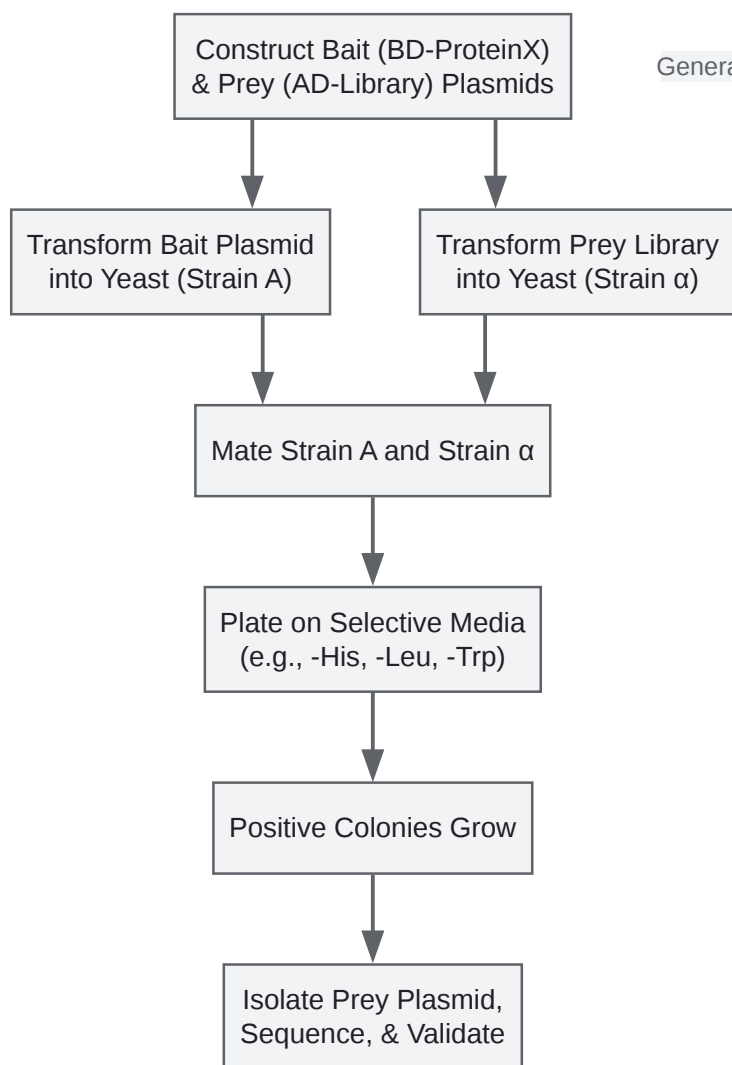 Construct Bait (BD-ProteinX)
& Prey (AD-Library) Plasmids
Transform Bait Plasmid
into Yeast (Strain A)
Transform Prey Library
into Yeast (Strain α)
Mate Strain A and Strain α
Plate on Selective Media
(e.g., -His, -Leu, -Trp)
Positive Colonies Grow
Isolate Prey Plasmid,
Sequence, & Validate